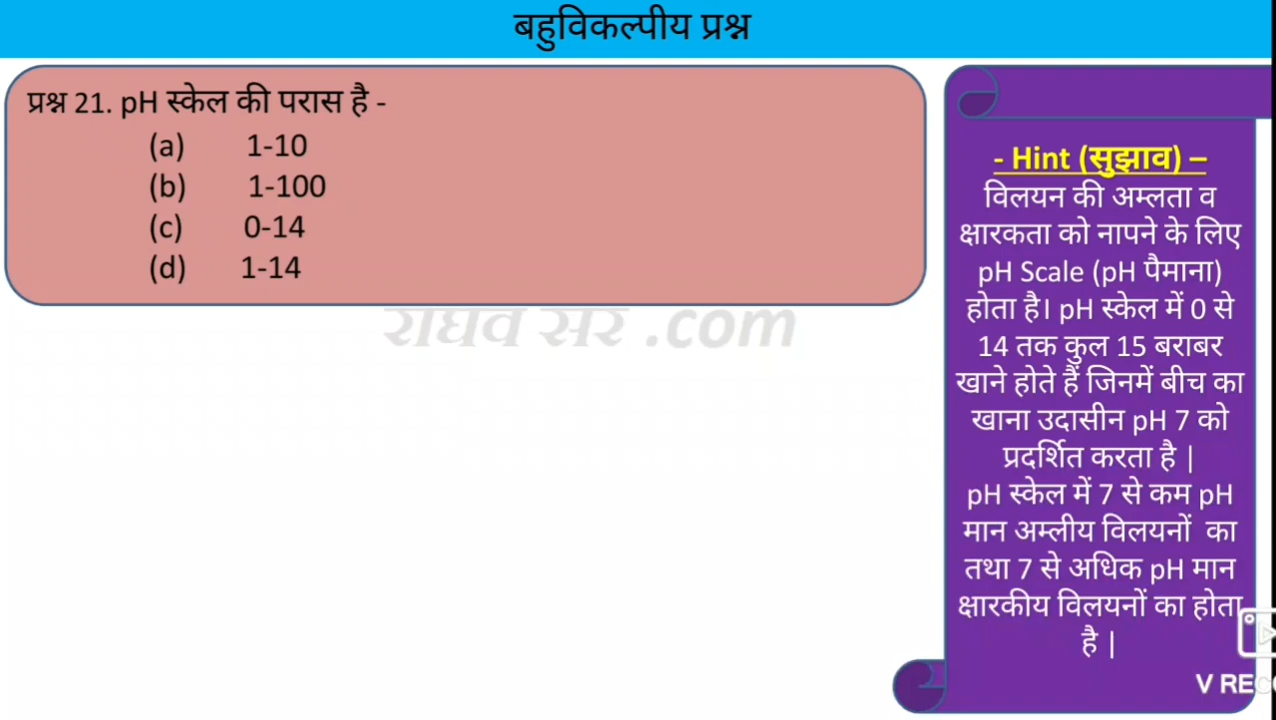 बहुविकल्पीय प्रश्न
प्रश्न 21. pH स्केल की परास है -
(a) 1-10
(b) 1-100
(c) 0-14
(d) 1-14
राघव सर .com
- Hint (सुझाव) –
विलयन की अम्लता व
क्षारकता को नापने के लिए
pH Scale (pH पैमाना)
होता है। pH स्केल में 0 से
14 तक कुल 15 बराबर
खाने होते हैं जिनमें बीच का
खाना उदासीन pH 7 को
प्रदर्शित करता है |
pH स्केल में 7 से कम pH
मान अम्लीय विलयनों का
तथा 7 से अधिक pH मान
क्षारकीय विलयनों का होता
है |
V REC